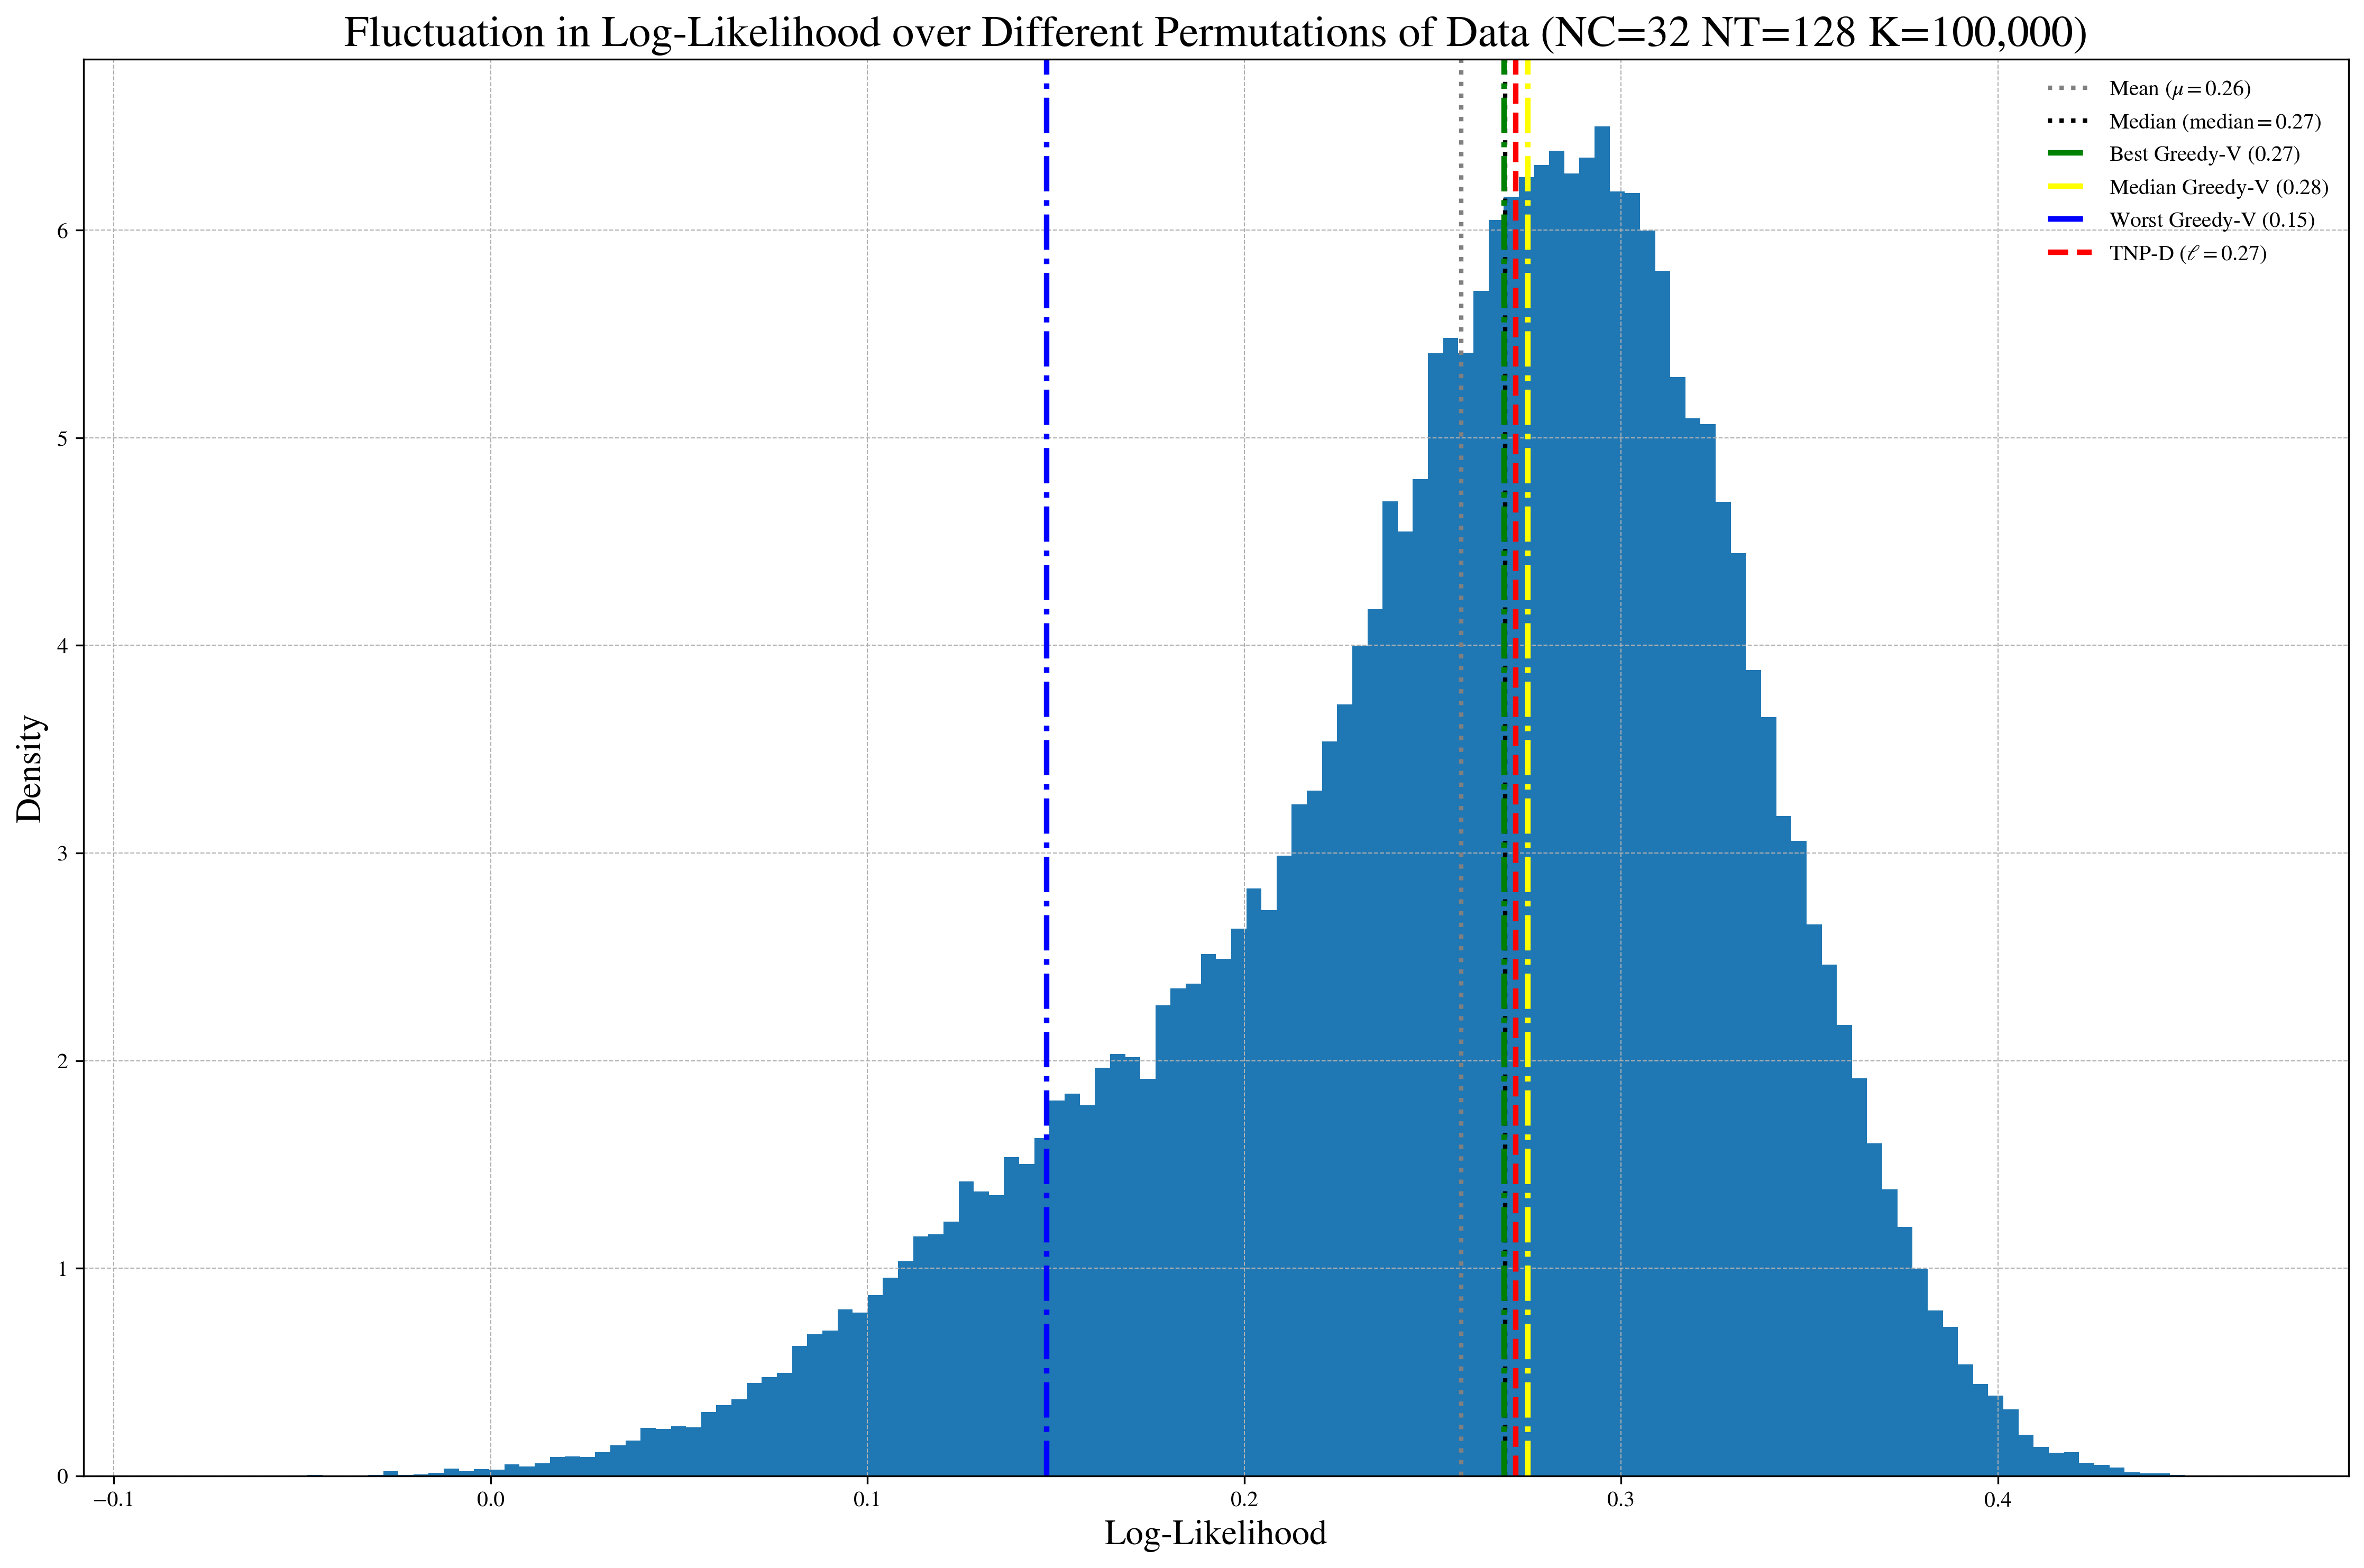 Fluctuation in Log-Likelihood over Different Permutations of Data (NC=32 NT=128 K=100,000)
Mean (μ = 0.26)
Median (median = 0.27)
Best Greedy-V (0.27)
Median Greedy-V (0.28)
Worst Greedy-V (0.15)
TNP-D (ℓ = 0.27)
Density
6
5
4
3
2
1
0
−0.1 0.0 0.1 0.2 0.3 0.4
Log-Likelihood